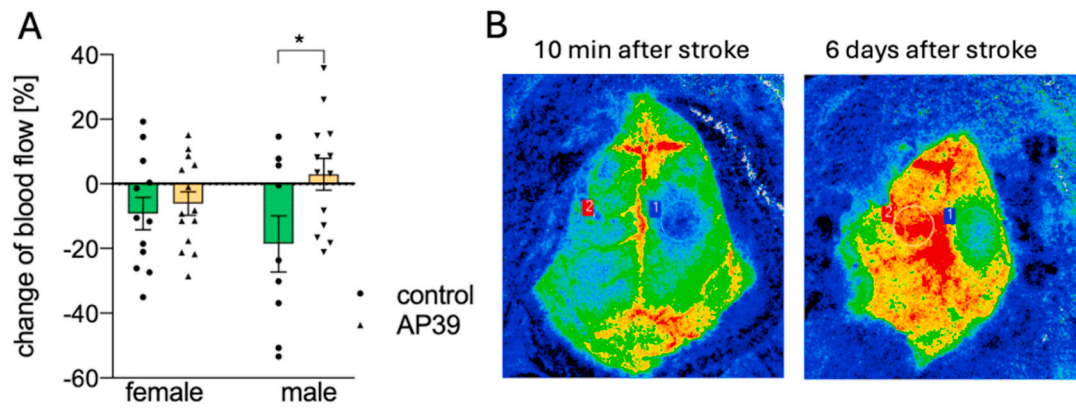 A
change of blood flow [%]
40
20
0
-20
-40
-60
*
female
male
control
AP39
B
10 min after stroke
6 days after stroke
2
1
2
1